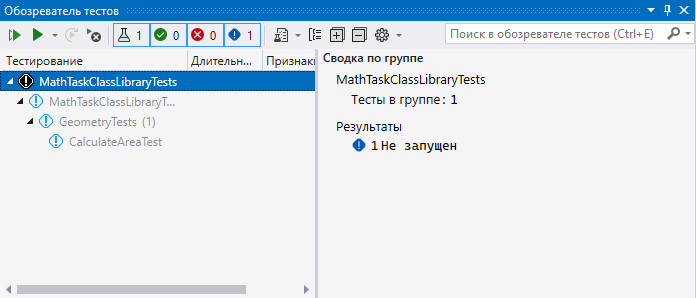 Обозреватель тестов
1 0 0 1
Поиск в обозревателе тестов (Ctrl+E)
Тестирование Длительн... Признаки
MathTaskClassLibraryTests
MathTaskClassLibraryT...
GeometryTests (1)
CalculateAreaTest
Сводка по группе
MathTaskClassLibraryTests
Тесты в группе: 1
Результаты
1 Не запущен